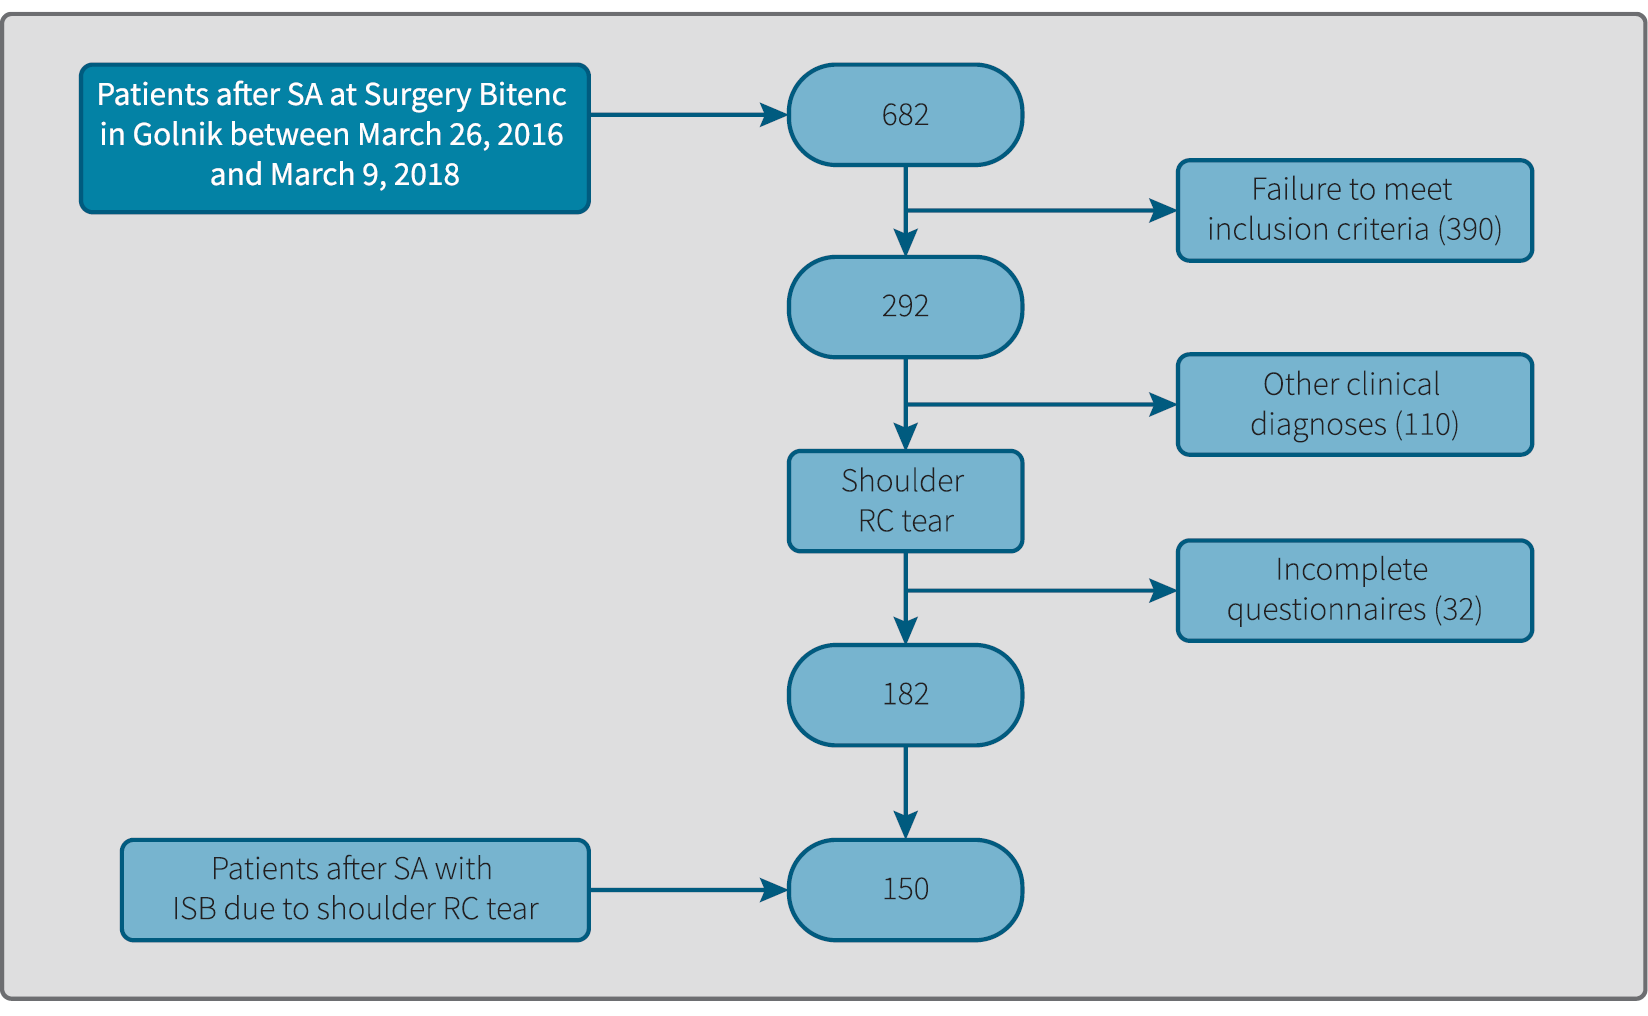 Patients after SA at Surgery Bitenc
in Golnik between March 26, 2016
and March 9, 2018
682
Failure to meet
inclusion criteria (390)
292
Other clinical
diagnoses (110)
Shoulder
RC tear
Incomplete
questionnaires (32)
182
Patients after SA with
ISB due to shoulder RC tear
150